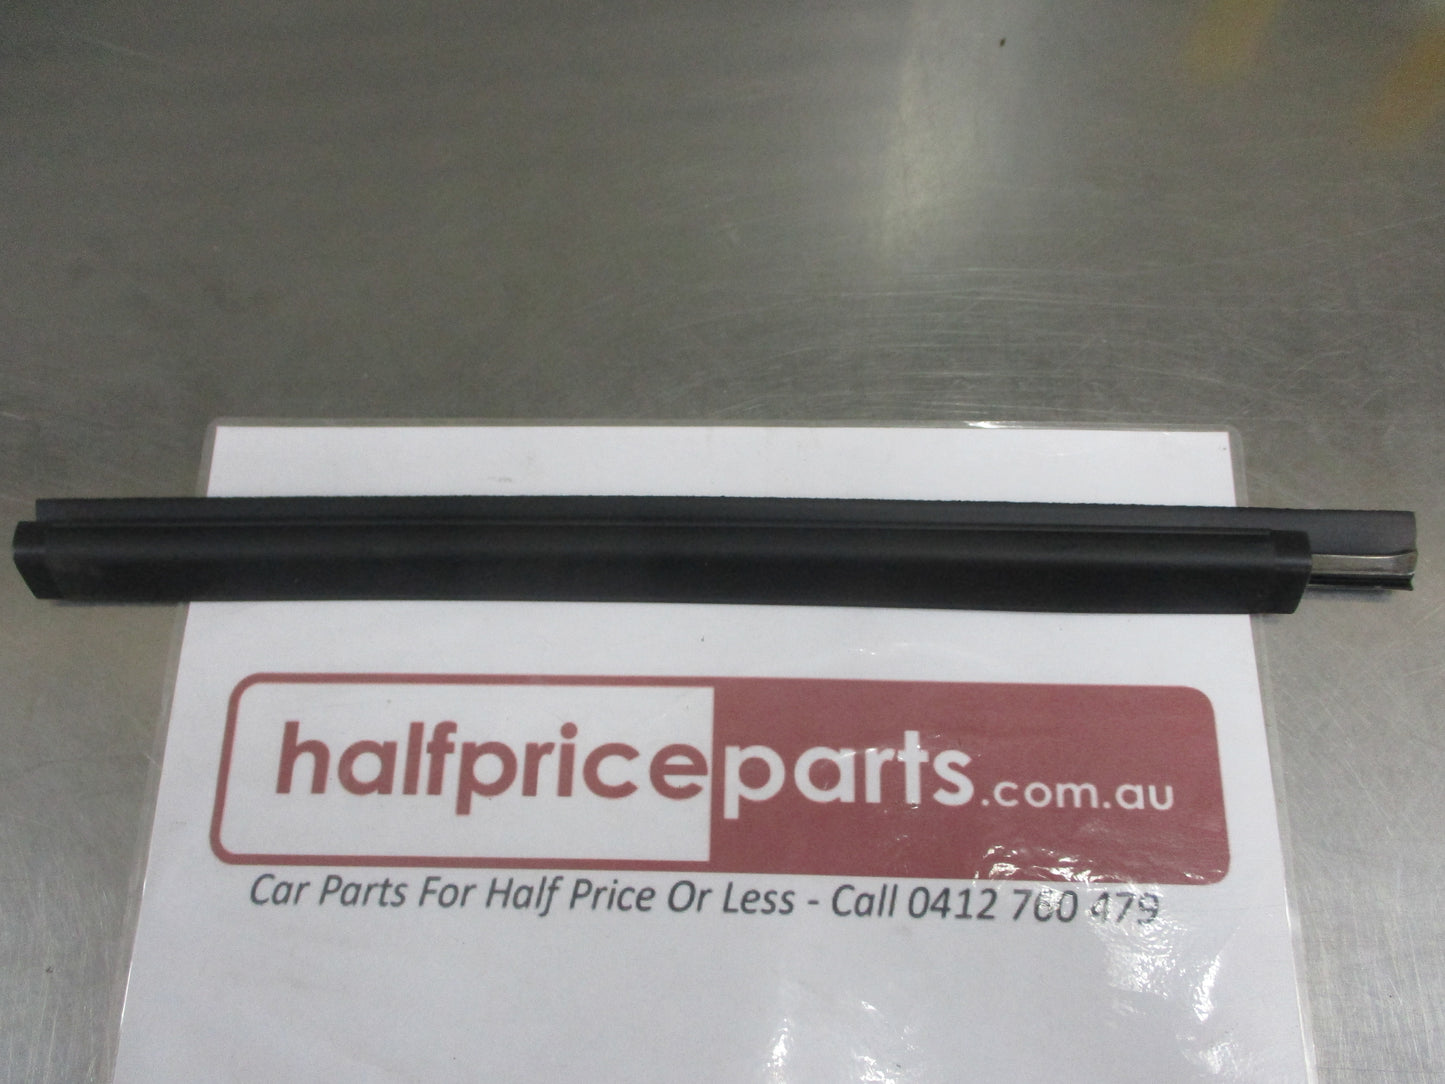 halfpriceparts.com.au
Car Parts For Half Price Or Less - Call 0412 760 479